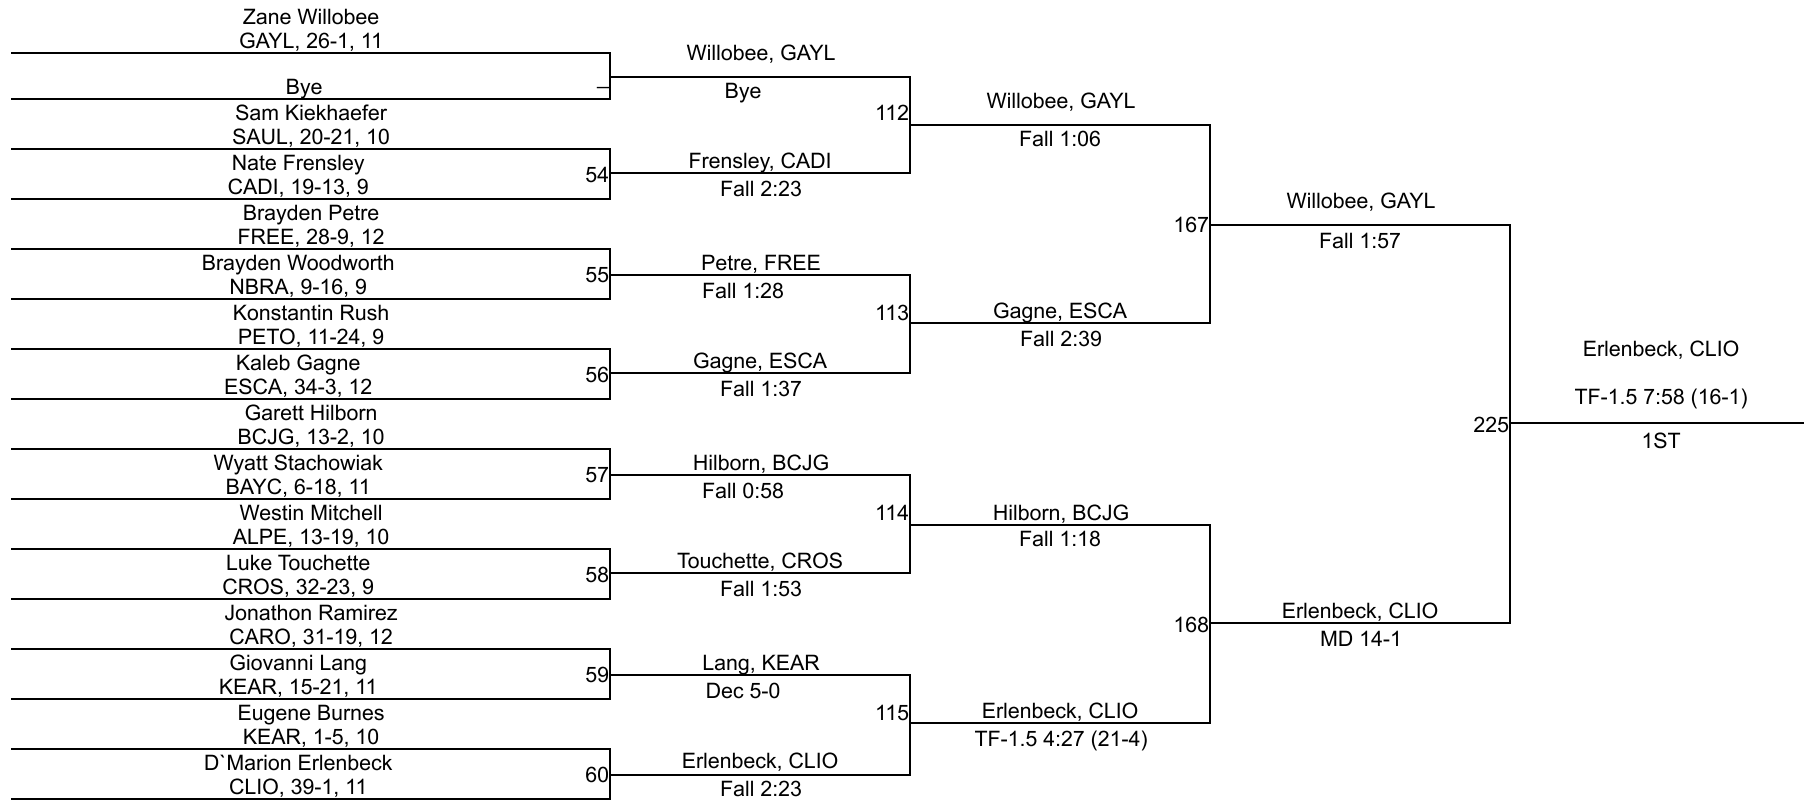 Zane Willobee
GAYL, 26-1, 11
Bye
Sam Kiekhaefer
SAUL, 20-21, 10
Nate Frensley
CADI, 19-13, 9
Brayden Petre
FREE, 28-9, 12
Brayden Woodworth
NBRA, 9-16, 9
Konstantin Rush
PETO, 11-24, 9
Kaleb Gagne
ESCA, 34-3, 12
Garett Hilborn
BCJG, 13-2, 10
Wyatt Stachowiak
BAYC, 6-18, 11
Westin Mitchell
ALPE, 13-19, 10
Luke Touchette
CROS, 32-23, 9
Jonathon Ramirez
CARO, 31-19, 12
Giovanni Lang
KEAR, 15-21, 11
Eugene Burnes
KEAR, 1-5, 10
D`Marion Erlenbeck
CLIO, 39-1, 11
–
54
55
56
57
58
59
60
Willobee, GAYL
Bye
Frensley, CADI
Fall 2:23
Petre, FREE
Fall 1:28
Gagne, ESCA
Fall 1:37
Hilborn, BCJG
Fall 0:58
Touchette, CROS
Fall 1:53
Lang, KEAR
Dec 5-0
Erlenbeck, CLIO
Fall 2:23
112
113
114
115
Willobee, GAYL
Fall 1:06
Gagne, ESCA
Fall 2:39
Hilborn, BCJG
Fall 1:18
Erlenbeck, CLIO
TF-1.5 4:27 (21-4)
167
168
Willobee, GAYL
Fall 1:57
Erlenbeck, CLIO
MD 14-1
225
Erlenbeck, CLIO
TF-1.5 7:58 (16-1)
1ST